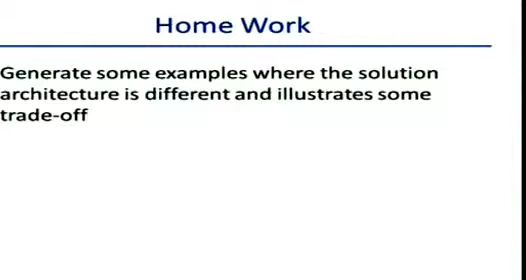 Home Work
Generate some examples where the solution
architecture is different and illustrates some
trade-off